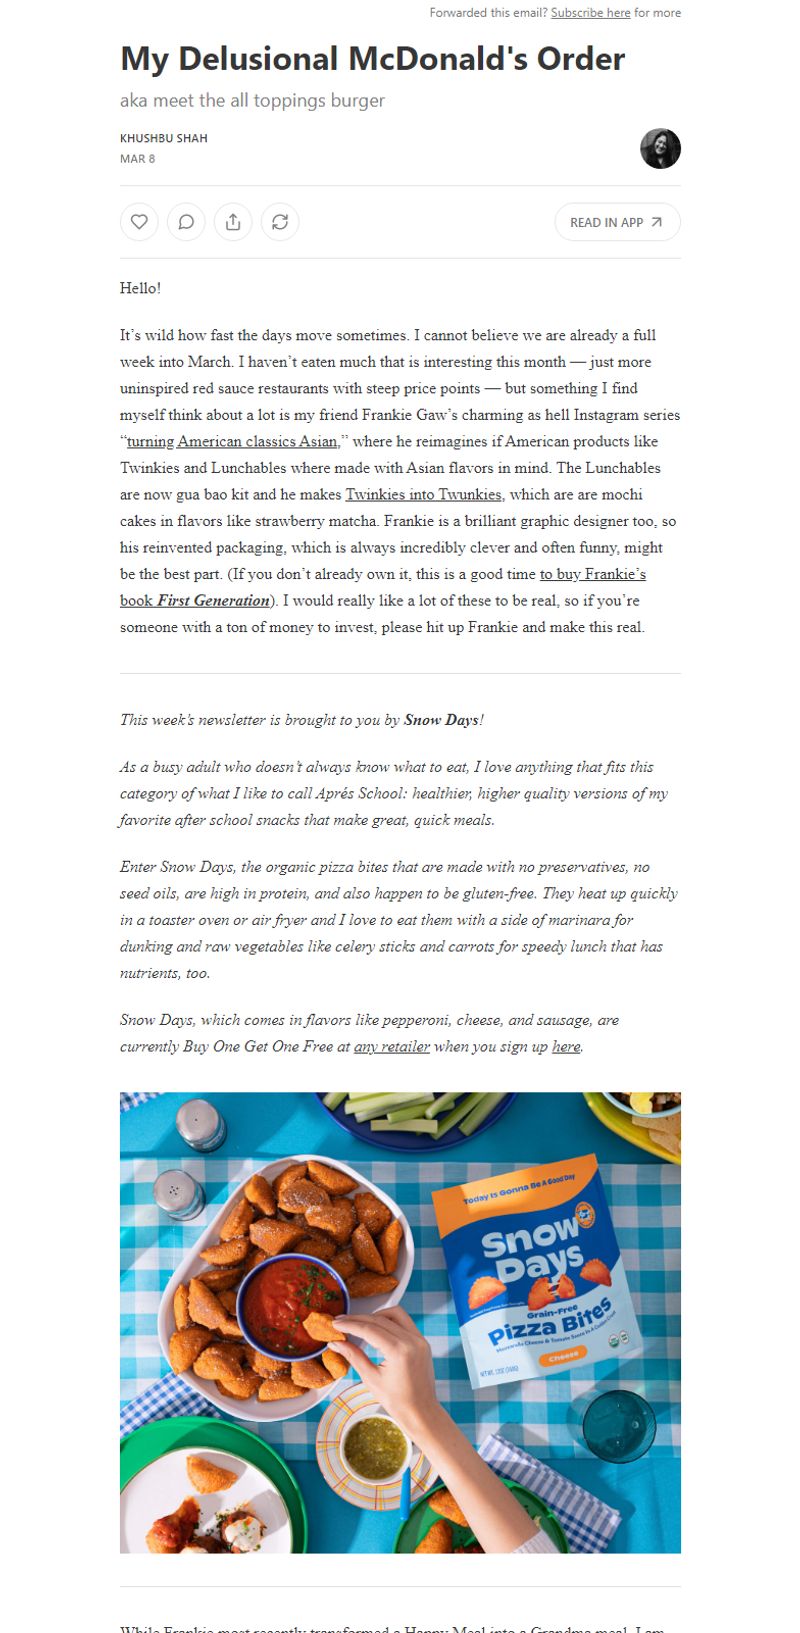 Forwarded this email? Subscribe here for more
My Delusional McDonald's Order
aka meet the all toppings burger
KHUSHBU SHAH
MAR 8
READ IN APP
Hello!
It’s wild how fast the days move sometimes. I cannot believe we are already a full
week into March. I haven’t eaten much that is interesting this month — just more
uninspired red sauce restaurants with steep price points — but something I find
myself think about a lot is my friend Frankie Gaw’s charming as hell Instagram series
“turning American classics Asian,” where he reimagines if American products like
Twinkies and Lunchables where made with Asian flavors in mind. The Lunchables
are now gua bao kit and he makes Twinkies into Twunkies, which are are mochi
cakes in flavors like strawberry matcha. Frankie is a brilliant graphic designer too, so
his reinvented packaging, which is always incredibly clever and often funny, might
be the best part. (If you don’t already own it, this is a good time to buy Frankie’s
book First Generation). I would really like a lot of these to be real, so if you’re
someone with a ton of money to invest, please hit up Frankie and make this real.
This week’s newsletter is brought to you by Snow Days!
As a busy adult who doesn’t always know what to eat, I love anything that fits this
category of what I like to call Aprés School: healthier, higher quality versions of my
favorite after school snacks that make great, quick meals.
Enter Snow Days, the organic pizza bites that are made with no preservatives, no
seed oils, are high in protein, and also happen to be gluten-free. They heat up quickly
in a toaster oven or air fryer and I love to eat them with a side of marinara for
dunking and raw vegetables like celery sticks and carrots for speedy lunch that has
nutrients, too.
Snow Days, which comes in flavors like pepperoni, cheese, and sausage, are
currently Buy One Get One Free at any retailer when you sign up here.
Today Is Gonna Be A Good Day
Snow
Days
Grain-Free
Pizza Bites
Mozzarella Cheese & Tomato Sauce In A Cassava Crust
Cheese
While Frankie most recently transformed a Happy Meal into a Grandma meal, I am